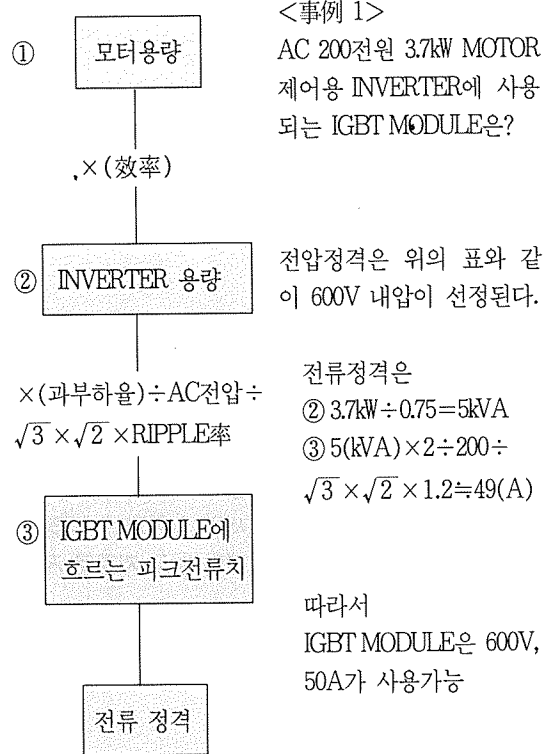 ① 모터용량
×(效率)
② INVERTER 용량
×(과부하율)÷AC전압÷
√3×√2×RIPPLE率
③ IGBT MODULE에
흐르는 피크전류치
전류 정격
<事例 1>
AC 200전원 3.7kW MOTOR
제어용 INVERTER에 사용
되는 IGBT MODULE은?
전압정격은 위의 표와 같
이 600V 내압이 선정된다.
전류정격은
② 3.7kW÷0.75=5kVA
③ 5(kVA)×2÷200÷
√3×√2×1.2≒49(A)
따라서
IGBT MODULE은 600V,
50A가 사용가능